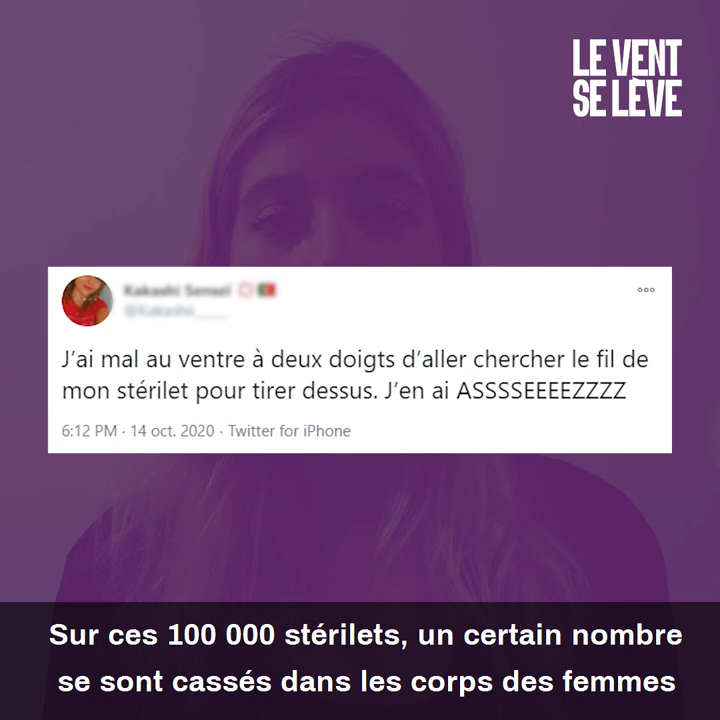 LE VENT
SE LÈVE
J'ai mal au ventre à deux doigts d'aller chercher le fil de
mon stérilet pour tirer dessus. J'en ai ASSSSEEEEZZZZ
6:12 PM · 14 oct. 2020 · Twitter for iPhone
Sur ces 100 000 stérilets, un certain nombre
se sont cassés dans les corps des femmes